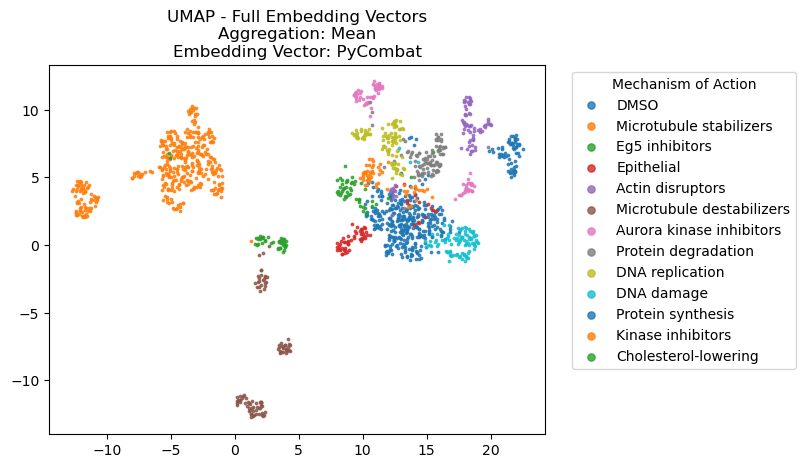 UMAP - Full Embedding Vectors
Aggregation: Mean
Embedding Vector: PyCombat
Mechanism of Action
DMSO
Microtubule stabilizers
Eg5 inhibitors
Epithelial
Actin disruptors
Microtubule destabilizers
Aurora kinase inhibitors
Protein degradation
DNA replication
DNA damage
Protein synthesis
Kinase inhibitors
Cholesterol-lowering
10
5
0
−5
−10
−10
−5
0
5
10
15
20